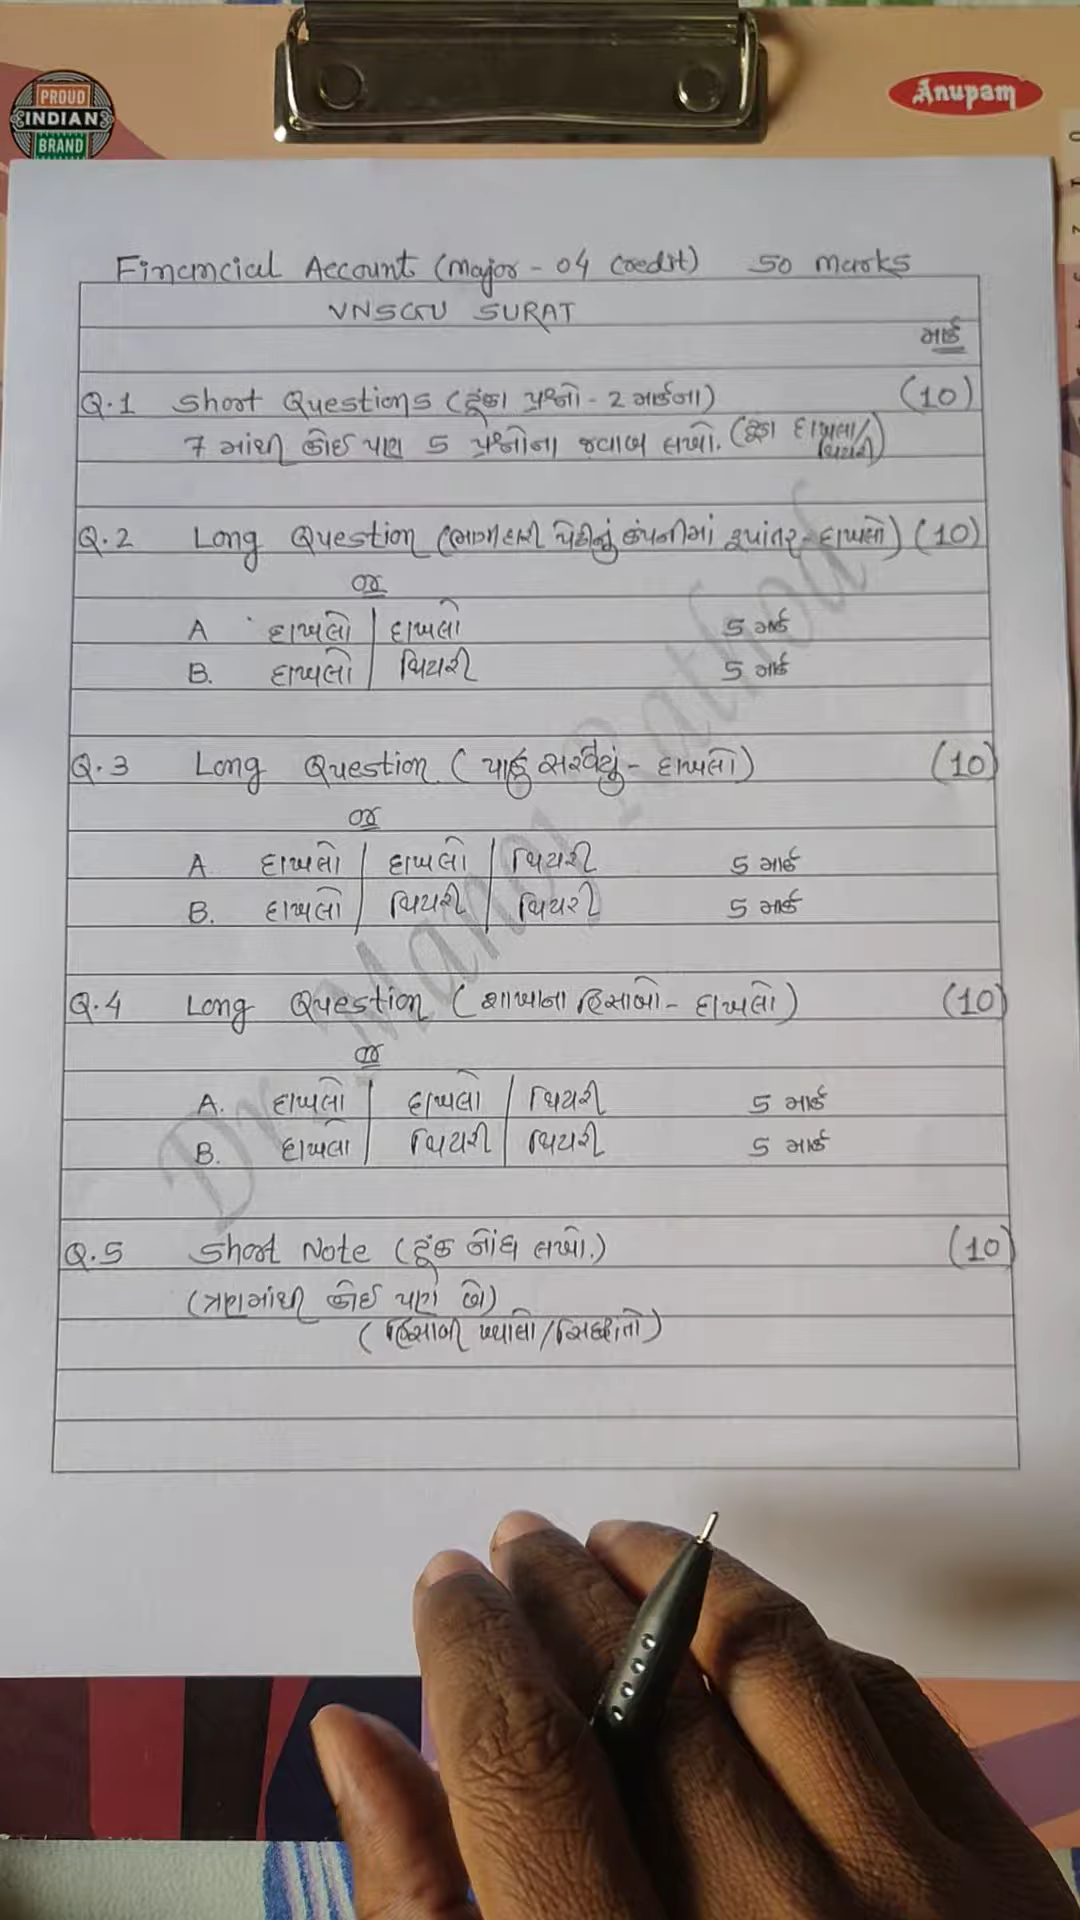 PROUD
INDIAN
BRAND
Anupam
Financial Account (Major - 04 Credit) 50 marks
VNSGU SURAT
માર્ક
Q.1 Short Questions (ટૂંકા પ્રશ્નો - 2 માર્કના) (10)
7 માંથી કોઈ પણ 5 પ્રશ્નોના જવાબ લખો. (ટૂંકા દાખલા/થિયરી)
Q.2 Long Question (ભાગીદારી પેઢીનું કંપનીમાં રૂપાંતર - દાખલો) (10)
OR
A દાખલો | દાખલો 5 માર્ક
B. દાખલો | થિયરી 5 માર્ક
Q.3 Long Question. (પાકું સરવૈયું - દાખલો) (10)
OR
A. દાખલો | દાખલો | થિયરી 5 માર્ક
B. દાખલો | થિયરી | થિયરી 5 માર્ક
Q.4 Long Question (શાખાના હિસાબો - દાખલો) (10)
OR
A. દાખલો | દાખલો | થિયરી 5 માર્ક
B. દાખલો | થિયરી | થિયરી 5 માર્ક
Q.5 Short Note (ટૂંક નોંધ લખો.) (10)
(ત્રણમાંથી કોઈ પણ બે)
(હિસાબી ખ્યાલો/સિદ્ધાંતો)
Dr. Manoj Rathod